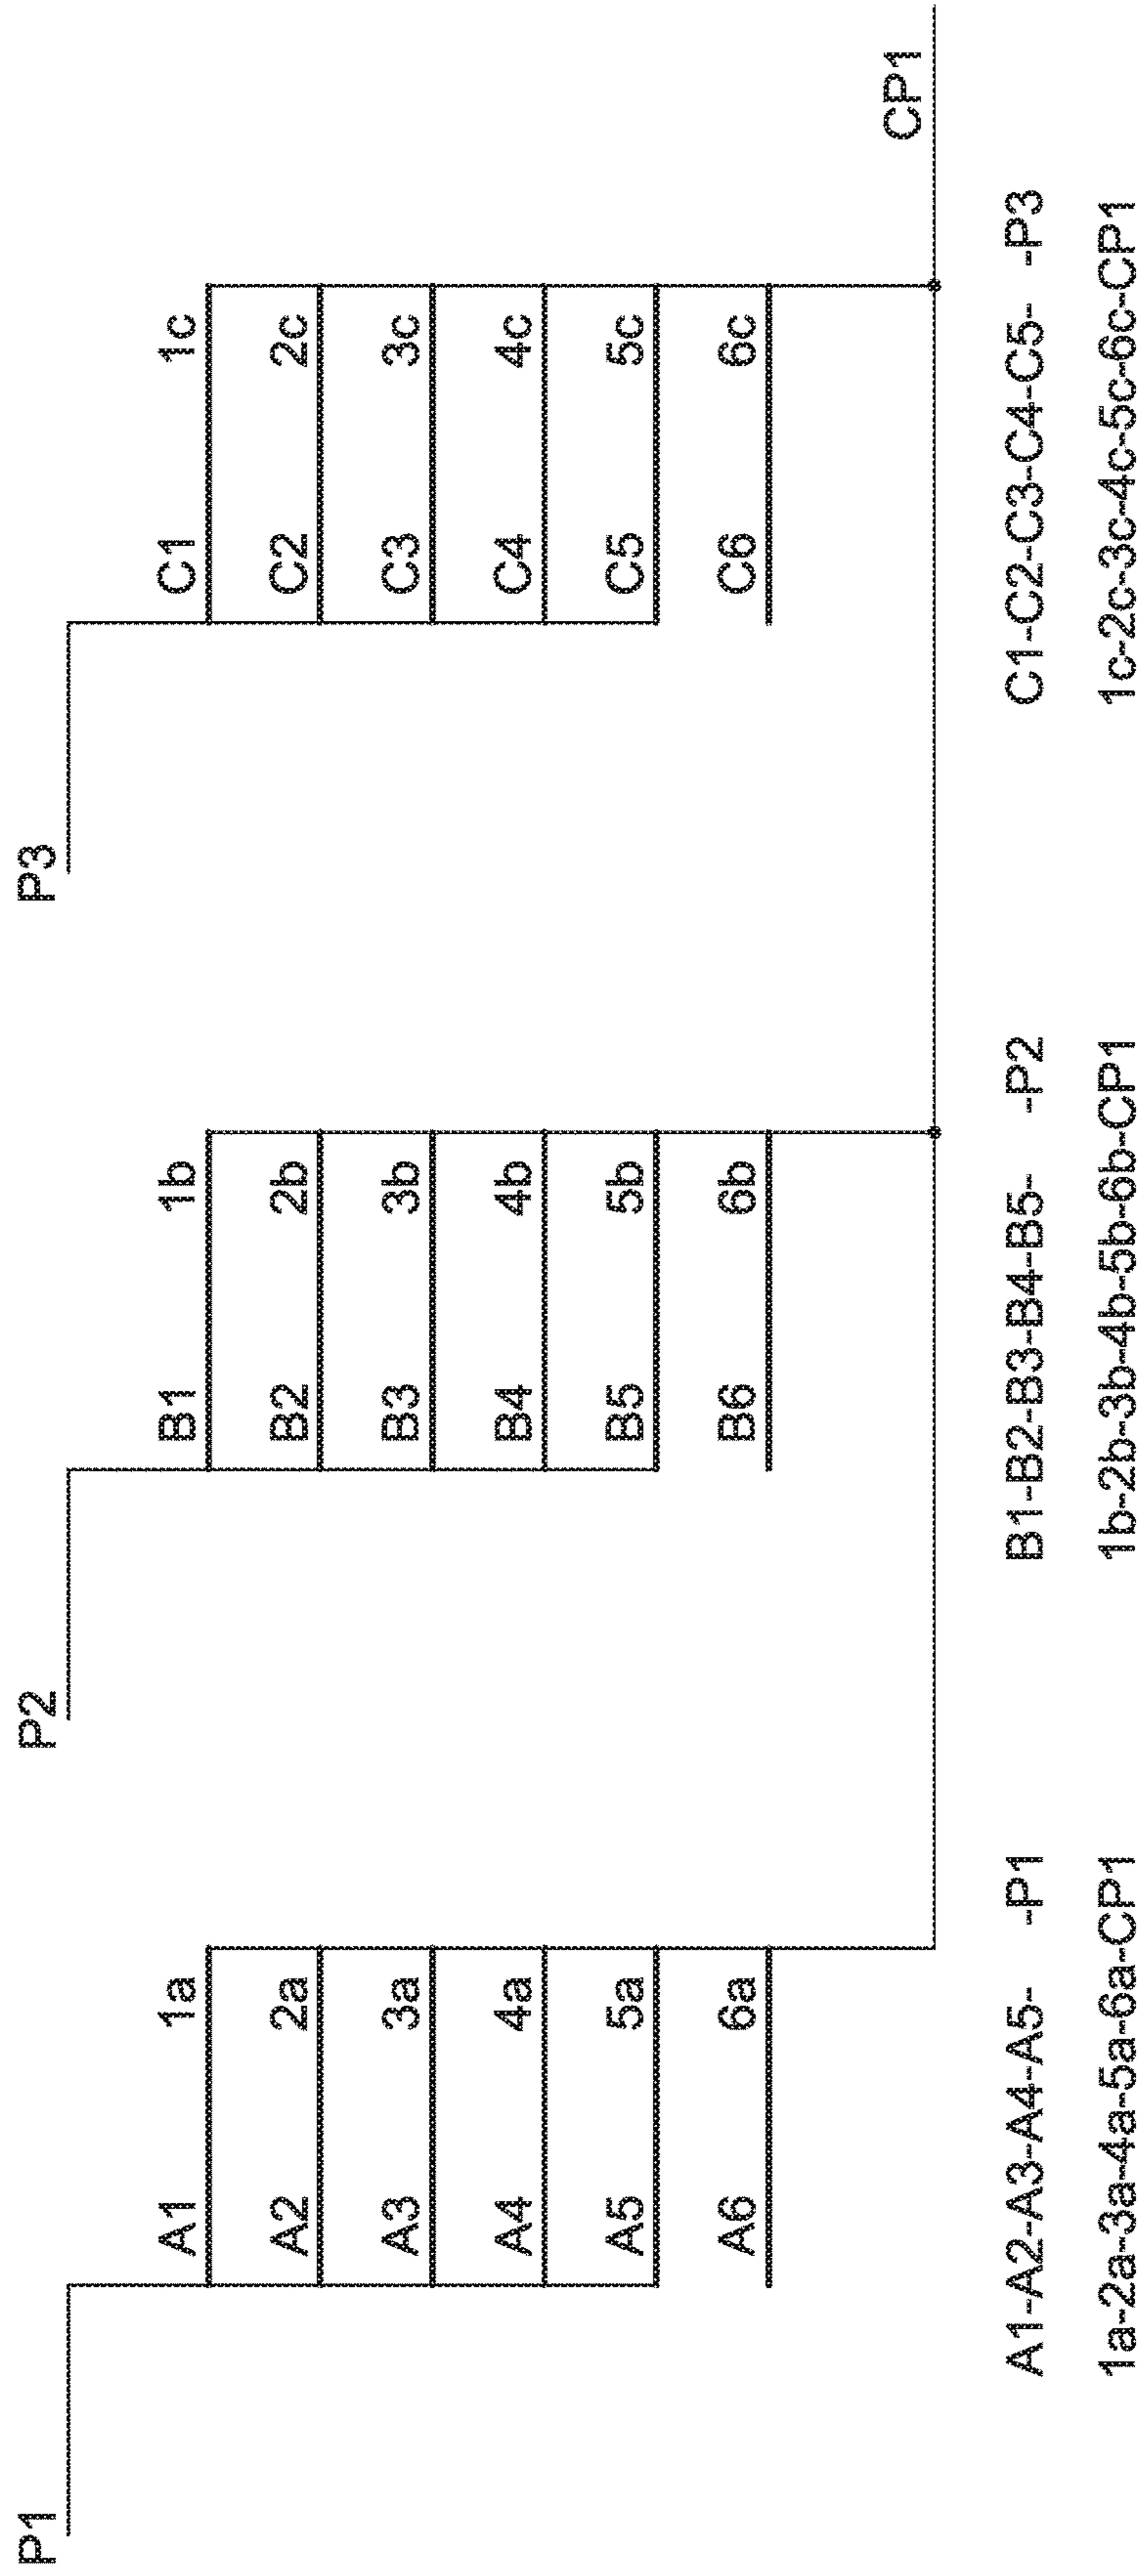 P1 P2 P3
A1 1a B1 1b C1 1c
A2 2a B2 2b C2 2c
A3 3a B3 3b C3 3c
A4 4a B4 4b C4 4c
A5 5a B5 5b C5 5c
A6 6a B6 6b C6 6c
CP1
A1-A2-A3-A4-A5- -P1 B1-B2-B3-B4-B5- -P2 C1-C2-C3-C4-C5- -P3
1a-2a-3a-4a-5a-6a-CP1 1b-2b-3b-4b-5b-6b-CP1 1c-2c-3c-4c-5c-6c-CP1